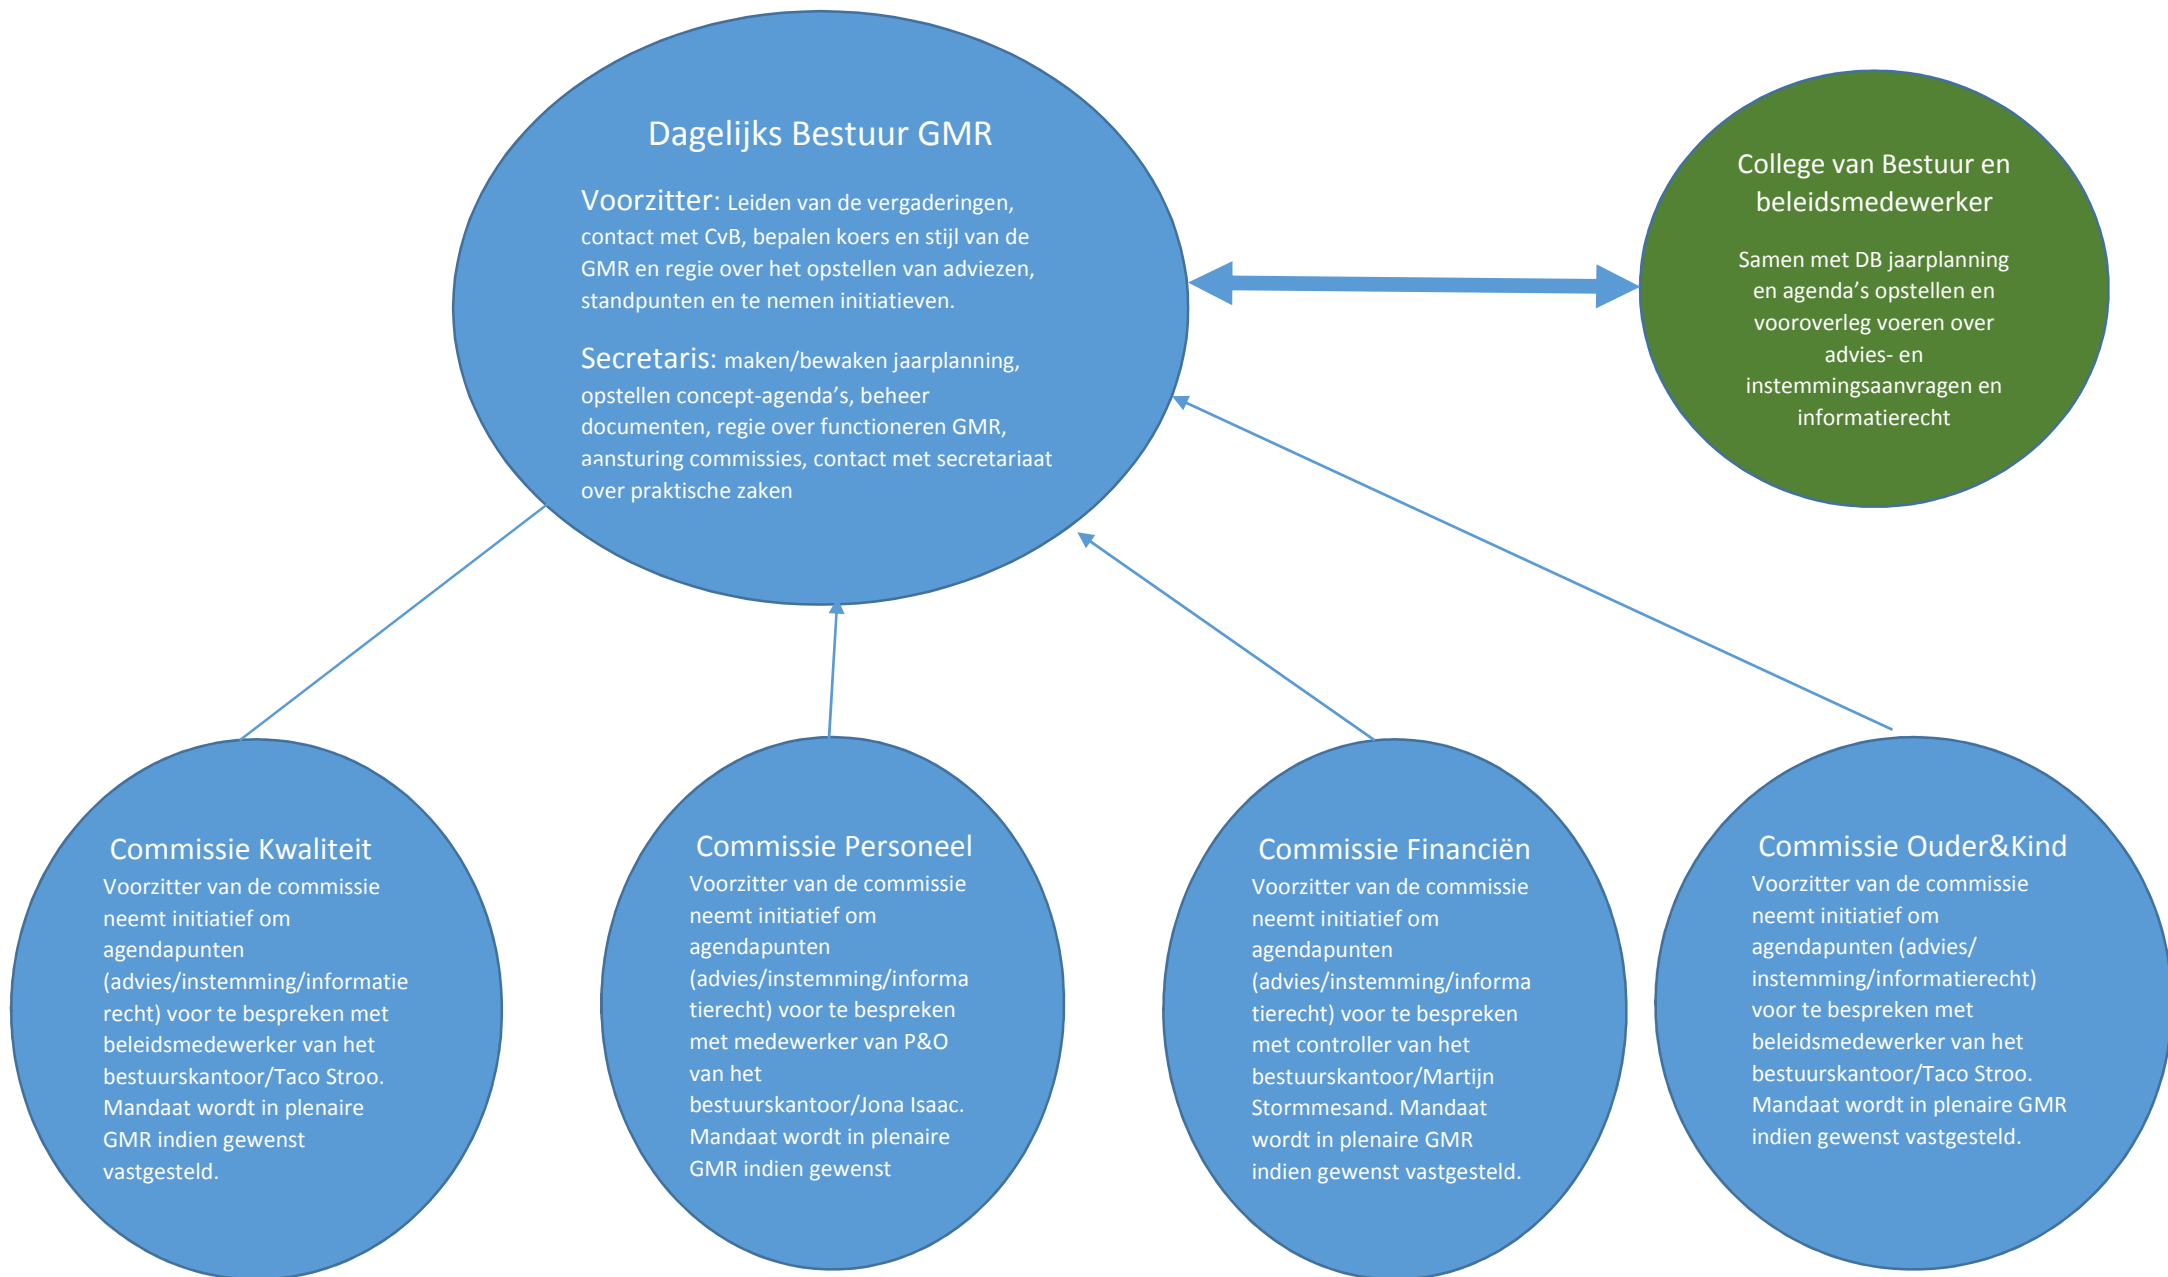 Dagelijks Bestuur GMR
Voorzitter: Leiden van de vergaderingen,
contact met CvB, bepalen koers en stijl van de
GMR en regie over het opstellen van adviezen,
standpunten en te nemen initiatieven.
Secretaris: maken/bewaken jaarplanning,
opstellen concept-agenda’s, beheer
documenten, regie over functioneren GMR,
aansturing commissies, contact met secretariaat
over praktische zaken
College van Bestuur en
beleidsmedewerker
Samen met DB jaarplanning
en agenda’s opstellen en
vooroverleg voeren over
advies- en
instemmingsaanvragen en
informatierecht
Commissie Kwaliteit
Voorzitter van de commissie
neemt initiatief om
agendapunten
(advies/instemming/informatie
recht) voor te bespreken met
beleidsmedewerker van het
bestuurskantoor/Taco Stroo.
Mandaat wordt in plenaire
GMR indien gewenst
vastgesteld.
Commissie Personeel
Voorzitter van de commissie
neemt initiatief om
agendapunten
(advies/instemming/informa
tierecht) voor te bespreken
met medewerker van P&O
van het
bestuurskantoor/Jona Isaac.
Mandaat wordt in plenaire
GMR indien gewenst
Commissie Financiën
Voorzitter van de commissie
neemt initiatief om
agendapunten
(advies/instemming/informa
tierecht) voor te bespreken
met controller van het
bestuurskantoor/Martijn
Stormmesand. Mandaat
wordt in plenaire GMR
indien gewenst vastgesteld.
Commissie Ouder&Kind
Voorzitter van de commissie
neemt initiatief om
agendapunten (advies/
instemming/informatierecht)
voor te bespreken met
beleidsmedewerker van het
bestuurskantoor/Taco Stroo.
Mandaat wordt in plenaire GMR
indien gewenst vastgesteld.